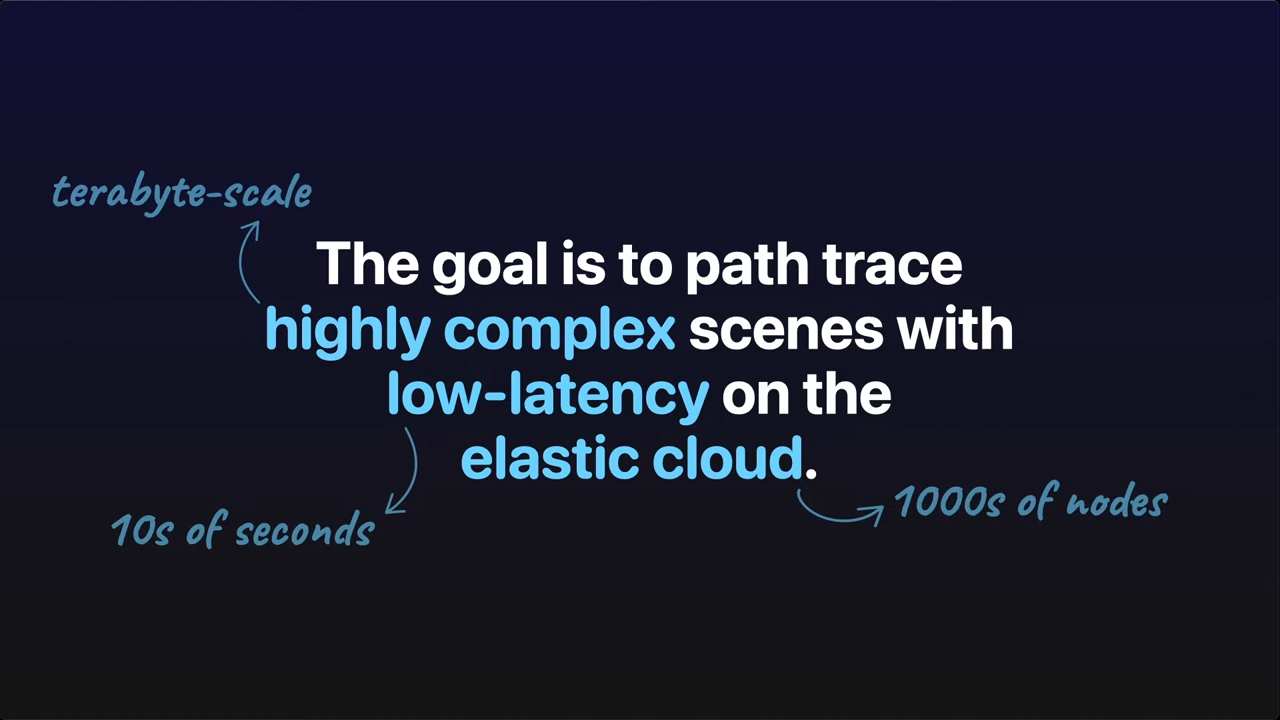 terabyte-scale
The goal is to path trace
highly complex scenes with
low-latency on the
elastic cloud.
1000s of nodes
10s of seconds